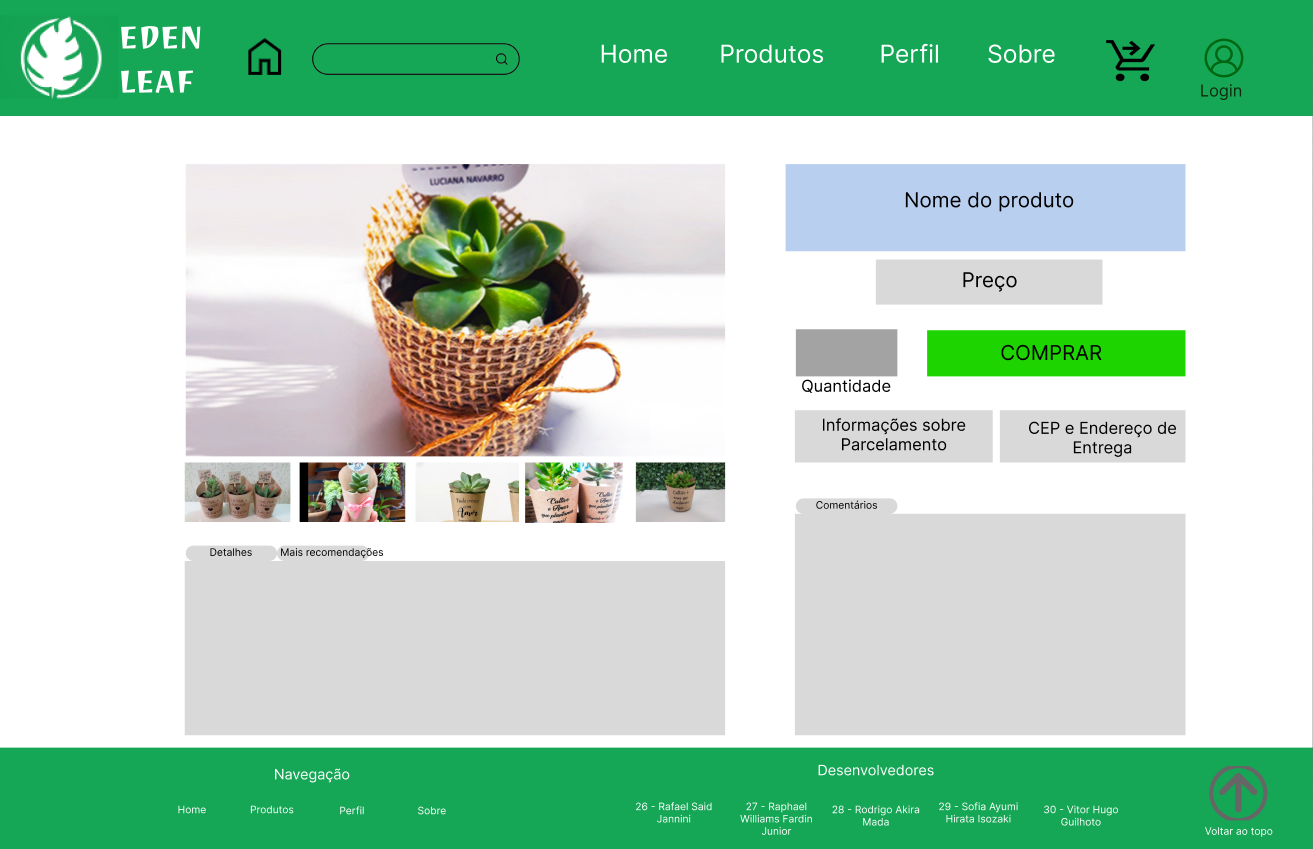 EDEN
LEAF
Home
Produtos
Perfil
Sobre
Login
LUCIANA NAVARRO
Nome do produto
Preço
COMPRAR
Quantidade
Informações sobre
Parcelamento
CEP e Endereço de
Entrega
Detalhes
Mais recomendações
Comentários
Navegação
Home
Produtos
Perfil
Sobre
Desenvolvedores
26 - Rafael Said
Jannini
27 - Raphael
Williams Fardin
Junior
28 - Rodrigo Akira
Mada
29 - Sofia Ayumi
Hirata Isozaki
30 - Vitor Hugo
Guilhoto
Voltar ao topo